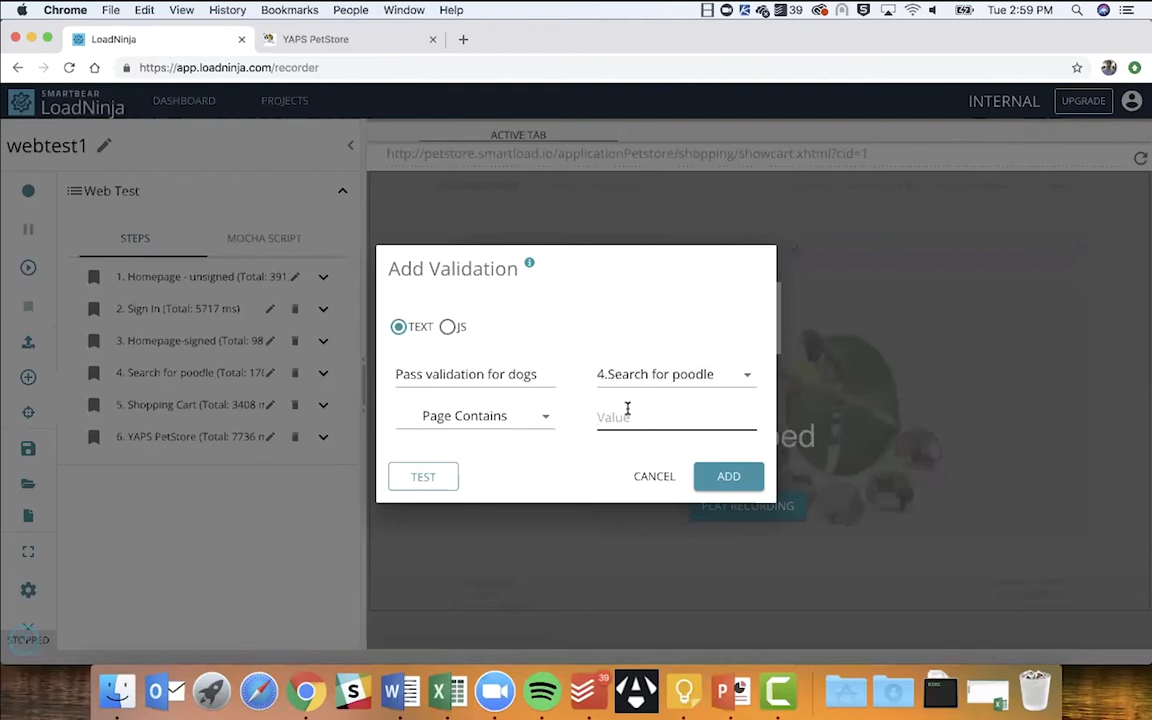 Chrome File Edit View History Bookmarks People Window Help 39 Tue 2:59 PM
LoadNinja YAPS PetStore
https://app.loadninja.com/recorder
SMARTBEAR
LoadNinja DASHBOARD PROJECTS INTERNAL UPGRADE
ACTIVE TAB
webtest1
http://petstore.smartload.io/applicationPetstore/shopping/showcart.xhtml?cid=1
Web Test
STEPS MOCHA SCRIPT
1. Homepage - unsigned (Total: 391.
2. Sign In (Total: 5717 ms)
3. Homepage-signed (Total: 98
4. Search for poodle (Total: 17
5. Shopping Cart (Total: 3408 m
6. YAPS PetStore (Total: 7736 m
STOPPED
Add Validation
TEXT JS
Pass validation for dogs 4.Search for poodle
Page Contains Value
TEST CANCEL ADD
ped
PLAY RECORDING
39
EXEC